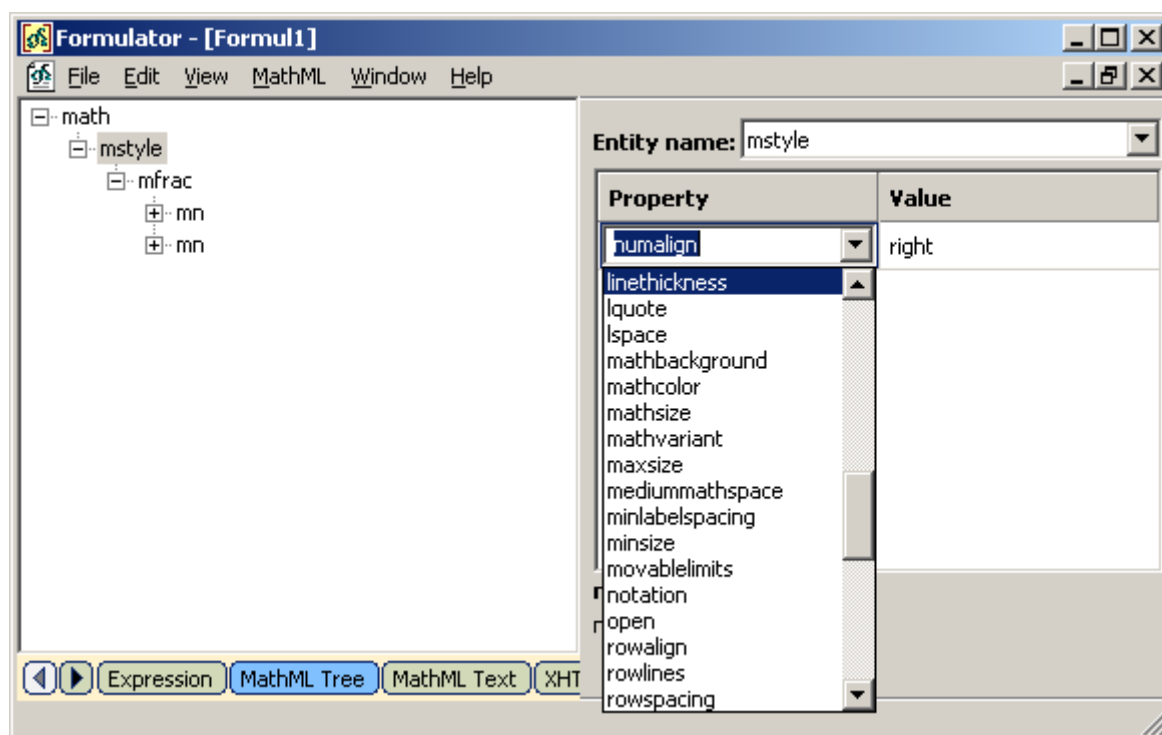 Formulator - [Formul1]
File Edit View MathML Window Help
math
mstyle
mfrac
mn
mn
Entity name: mstyle
Property Value
numalign right
linethickness
lquote
lspace
mathbackground
mathcolor
mathsize
mathvariant
maxsize
mediummathspace
minlabelspacing
minsize
movablelimits
notation
open
rowalign
rowlines
rowspacing
Expression MathML Tree MathML Text XHT